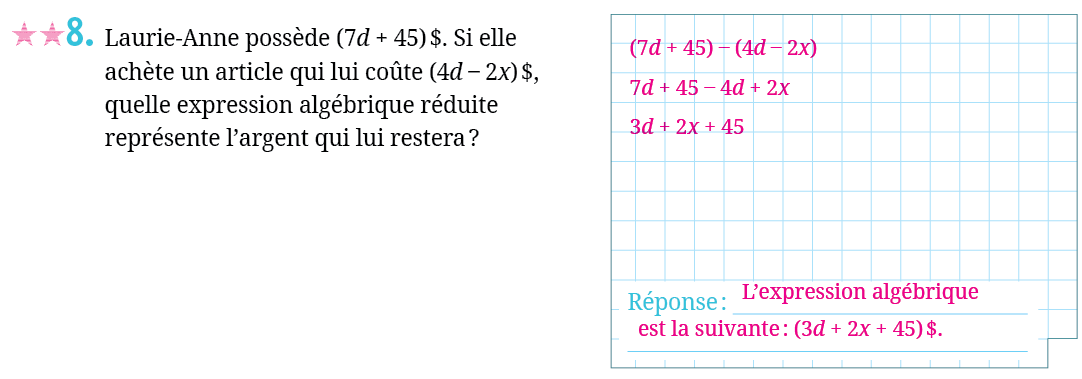 8. Laurie-Anne possède (7d + 45) $. Si elle
achète un article qui lui coûte (4d – 2x) $,
quelle expression algébrique réduite
représente l’argent qui lui restera ?
(7d + 45) – (4d – 2x)
7d + 45 – 4d + 2x
3d + 2x + 45
Réponse : L’expression algébrique
est la suivante : (3d + 2x + 45) $.